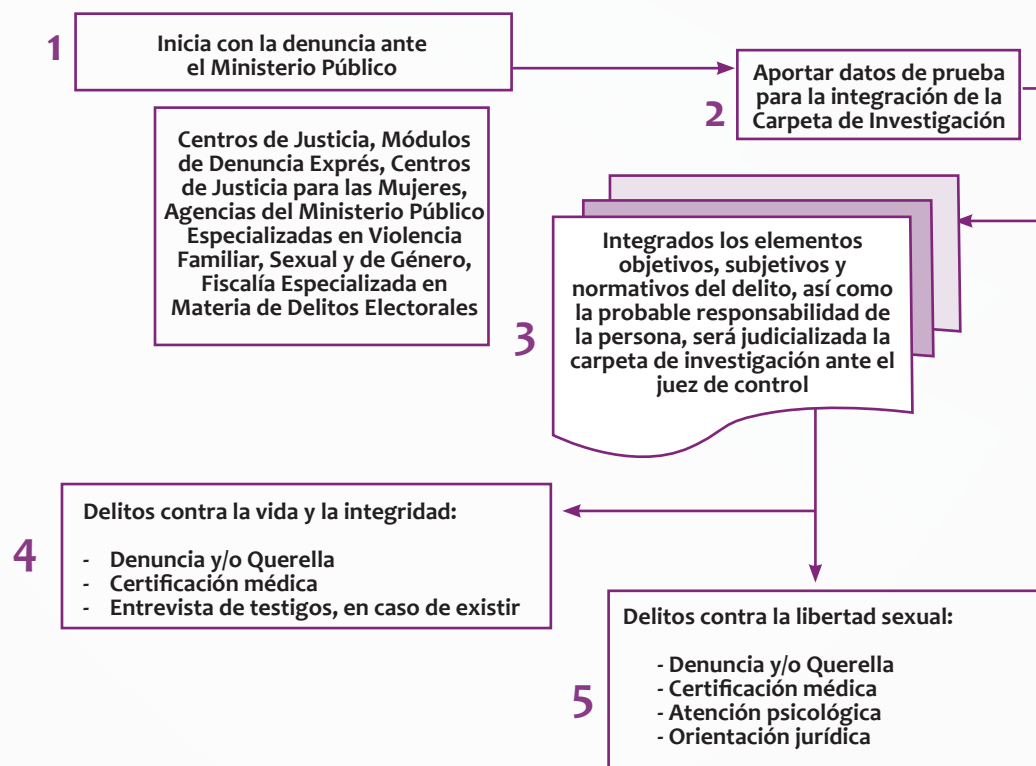 1
Inicia con la denuncia ante
el Ministerio Público
2
Aportar datos de prueba
para la integración de la
Carpeta de Investigación
Centros de Justicia, Módulos
de Denuncia Exprés, Centros
de Justicia para las Mujeres,
Agencias del Ministerio Público
Especializadas en Violencia
Familiar, Sexual y de Género,
Fiscalía Especializada en
Materia de Delitos Electorales
3
Integrados los elementos
objetivos, subjetivos y
normativos del delito, así como
la probable responsabilidad de
la persona, será judicializada la
carpeta de investigación ante el
juez de control
4
Delitos contra la vida y la integridad:
- Denuncia y/o Querella
- Certificación médica
- Entrevista de testigos, en caso de existir
5
Delitos contra la libertad sexual:
- Denuncia y/o Querella
- Certificación médica
- Atención psicológica
- Orientación jurídica